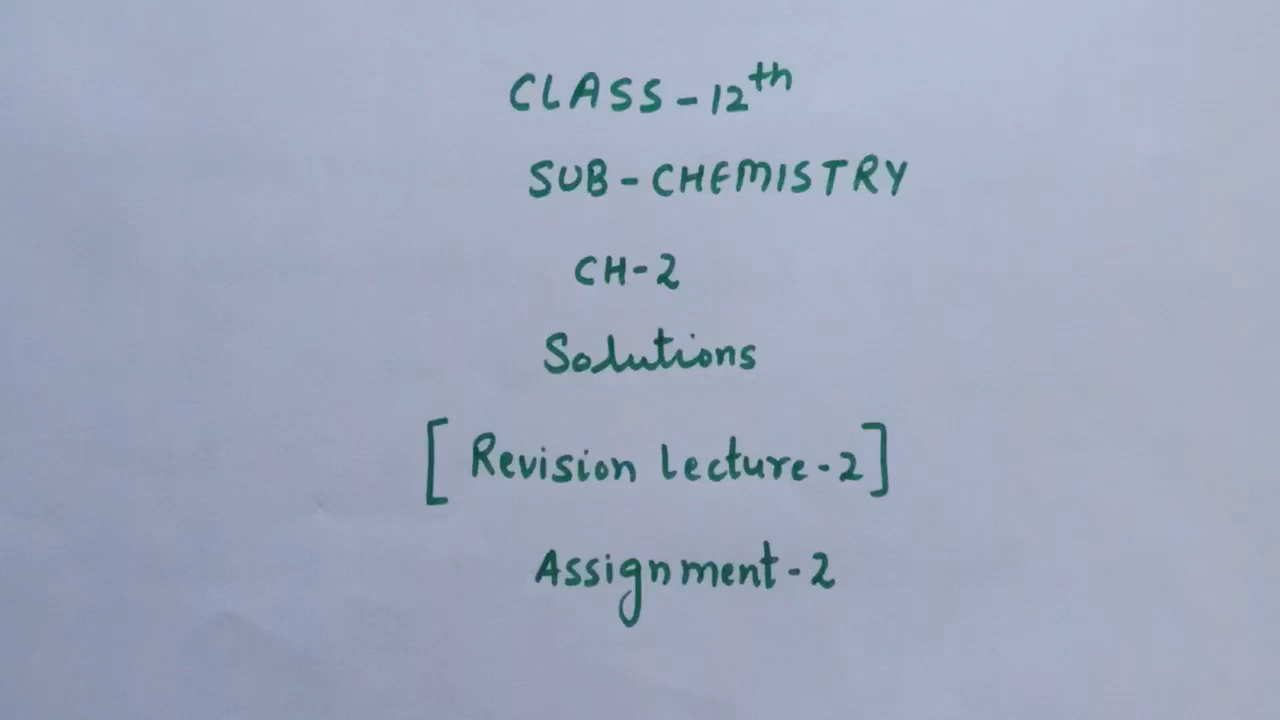 CLASS - 12th
SUB - CHEMISTRY
CH-2
Solutions
[ Revision Lecture - 2 ]
Assignment - 2